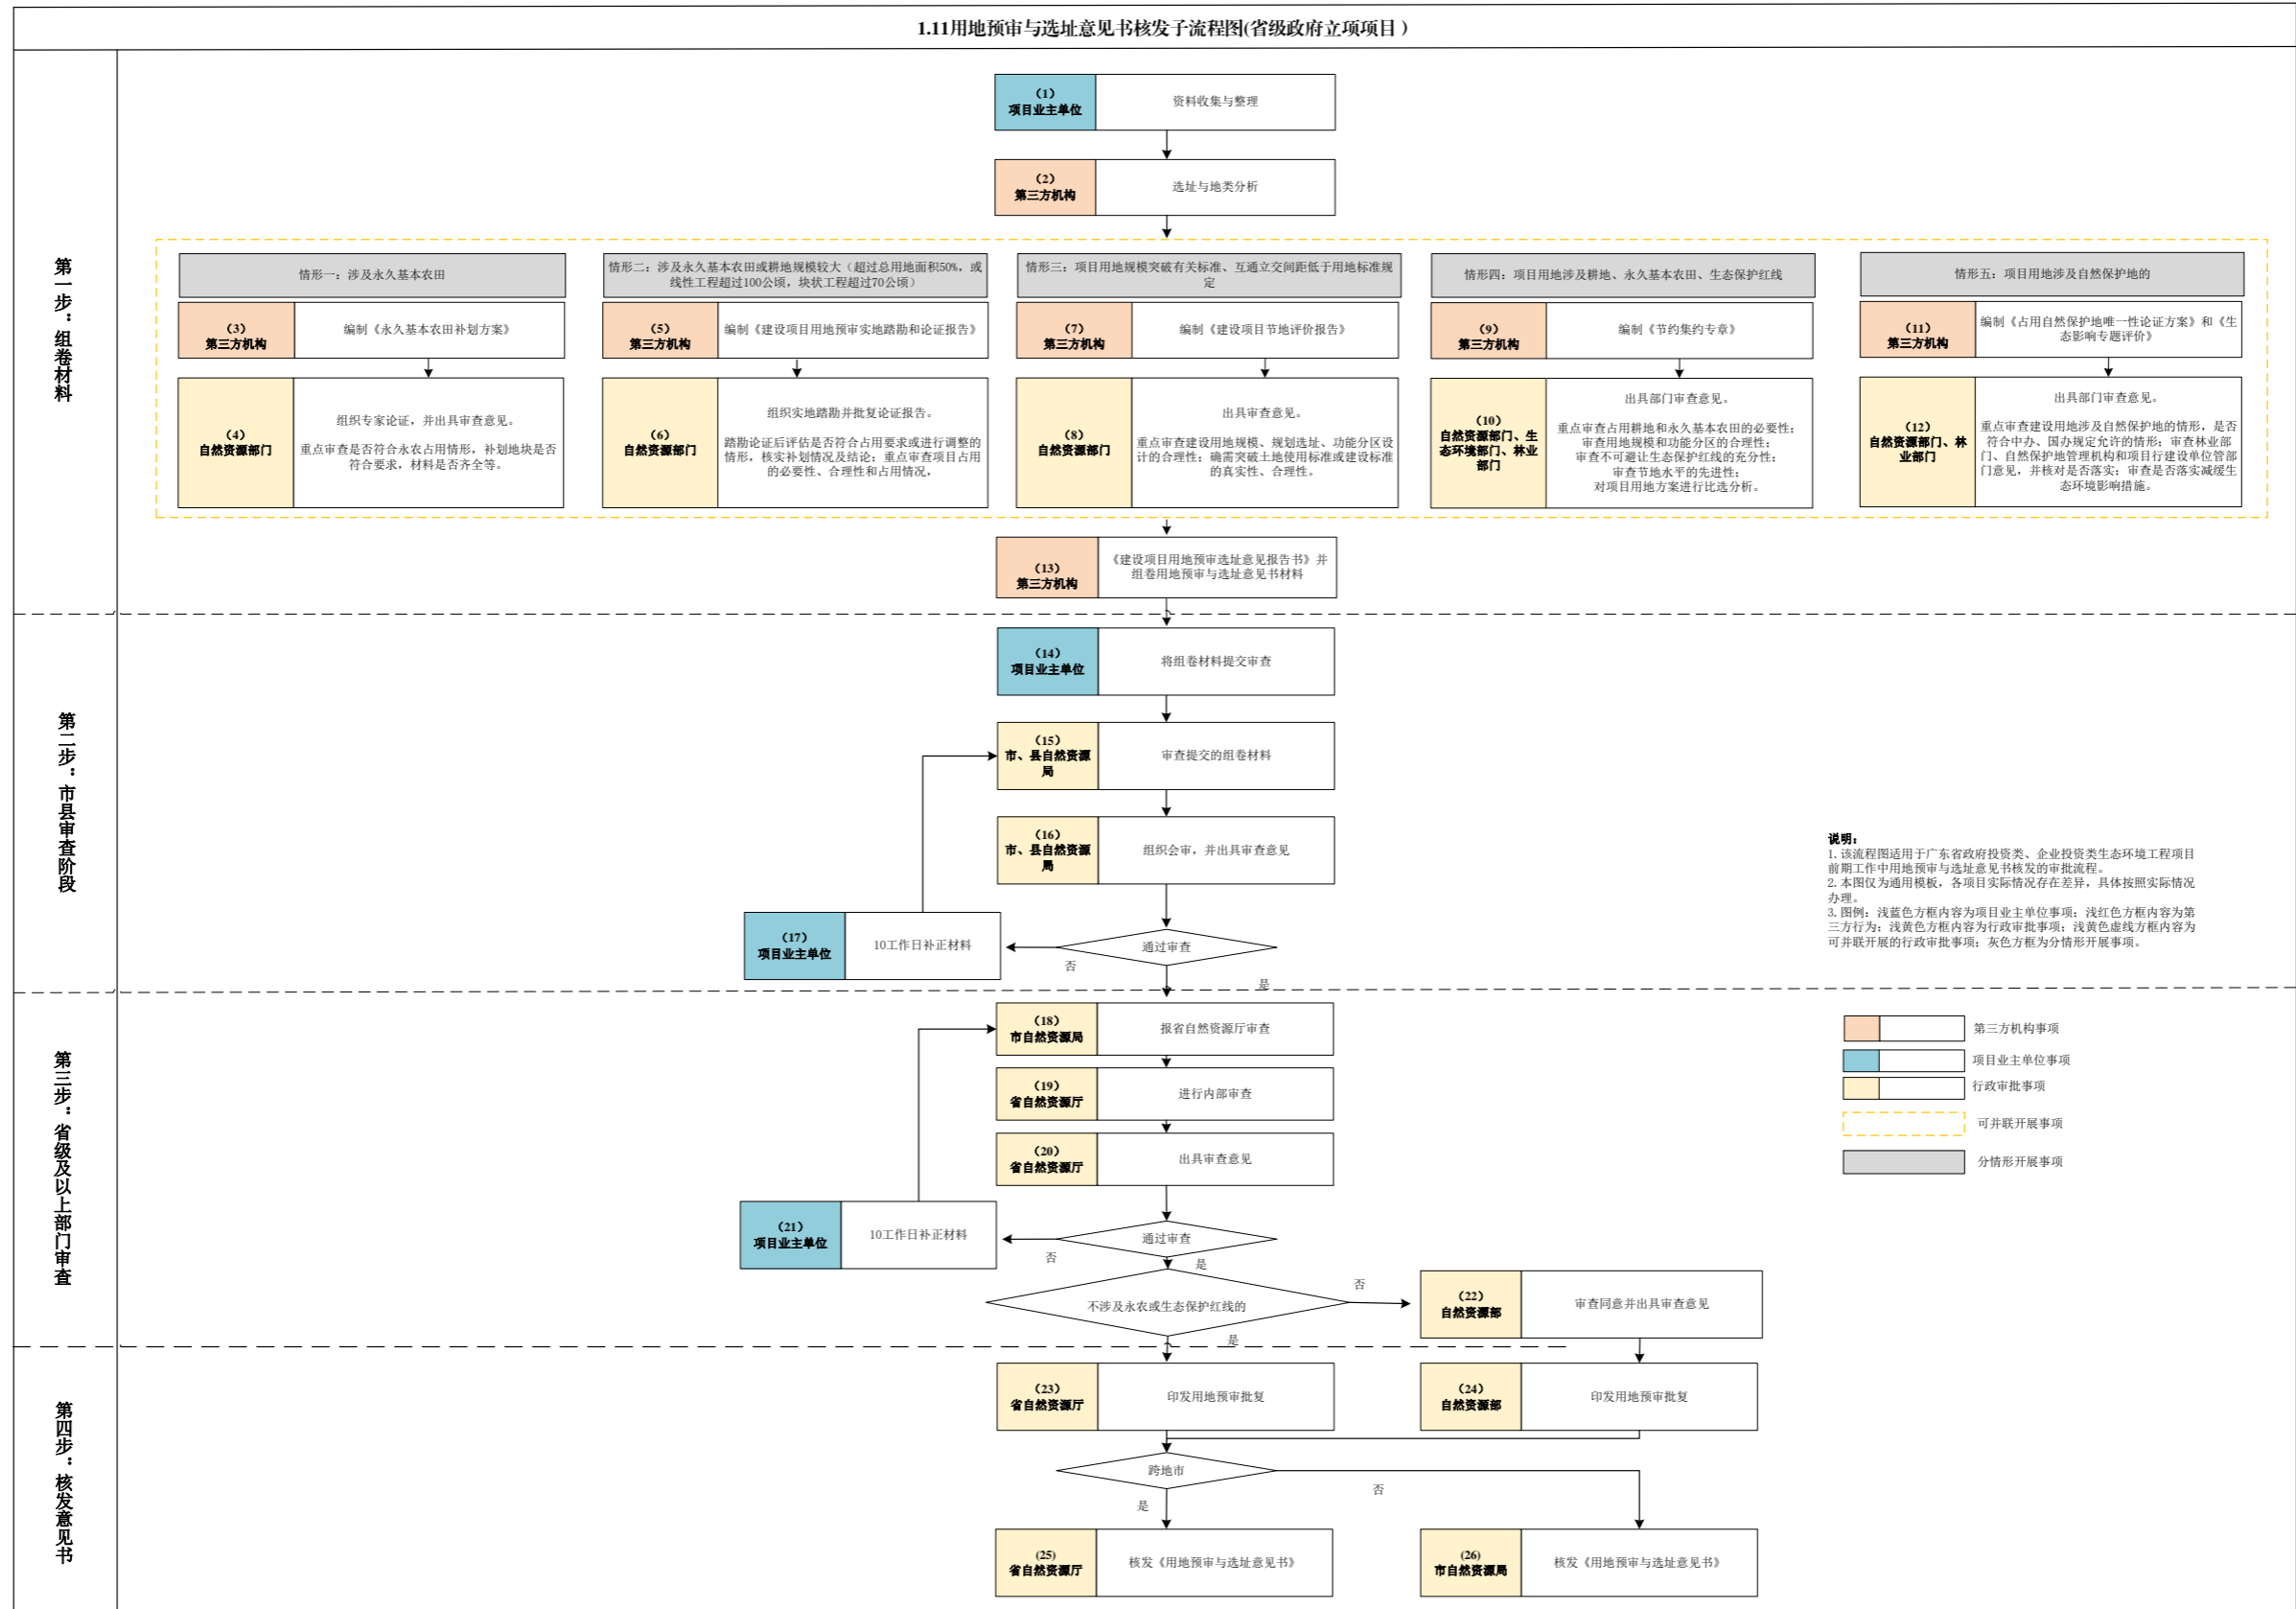 1.11用地预审与选址意见书核发子流程图(省级政府立项项目）
第一步：组卷材料
（1）
项目业主单位
资料收集与整理
（2）
第三方机构
选址与地类分析
情形一：涉及永久基本农田
（3）
第三方机构
编制《永久基本农田补划方案》
（4）
自然资源部门
组织专家论证，并出具审查意见。
重点审查是否符合永农占用情形，补划地块是否
符合要求，材料是否齐全等。
情形二：涉及永久基本农田或耕地规模较大（超过总用地面积50%，或
线性工程超过100公顷，块状工程超过70公顷）
（5）
第三方机构
编制《建设项目用地预审实地踏勘和论证报告》
（6）
自然资源部门
组织实地踏勘并批复论证报告。
踏勘论证后评估是否符合占用要求或进行调整的
情形，核实补划情况及结论；重点审查项目占用
的必要性、合理性和占用情况，
情形三：项目用地规模突破有关标准、互通立交间距低于用地标准规
定
（7）
第三方机构
编制《建设项目节地评价报告》
（8）
自然资源部门
出具审查意见。
重点审查建设用地规模、规划选址、功能分区设
计的合理性；确需突破土地使用标准或建设标准
的真实性、合理性。
情形四：项目用地涉及耕地、永久基本农田、生态保护红线
（9）
第三方机构
编制《节约集约专章》
（10）
自然资源部门、生
态环境部门、林业
部门
出具部门审查意见。
重点审查占用耕地和永久基本农田的必要性；
审查用地规模和功能分区的合理性；
审查不可避让生态保护红线的充分性；
审查节地水平的先进性；
对项目用地方案进行比选分析。
情形五：项目用地涉及自然保护地的
（11）
第三方机构
编制《占用自然保护地唯一性论证方案》和《生
态影响专题评价》
（12）
自然资源部门、林
业部门
出具部门审查意见。
重点审查建设用地涉及自然保护地的情形，是否
符合中办、国办规定允许的情形；审查林业部
门、自然保护地管理机构和项目行建设单位管部
门意见，并核对是否落实；审查是否落实减缓生
态环境影响措施。
（13）
第三方机构
《建设项目用地预审选址意见报告书》并
组卷用地预审与选址意见书材料
第二步：市县审查阶段
（14）
项目业主单位
将组卷材料提交审查
（15）
市、县自然资源
局
审查提交的组卷材料
（16）
市、县自然资源
局
组织会审，并出具审查意见
（17）
项目业主单位
10工作日补正材料
通过审查
否
是
说明：
1.该流程图适用于广东省政府投资类、企业投资类生态环境工程项目
前期工作中用地预审与选址意见书核发的审批流程。
2.本图仅为通用模板，各项目实际情况存在差异，具体按照实际情况
办理。
3.图例：浅蓝色方框内容为项目业主单位事项；浅红色方框内容为第
三方行为；浅黄色方框内容为行政审批事项；浅黄色虚线方框内容为
可并联开展的行政审批事项；灰色方框为分情形开展事项。
第三步：省级及以上部门审查
（18）
市自然资源局
报省自然资源厅审查
（19）
省自然资源厅
进行内部审查
（20）
省自然资源厅
出具审查意见
（21）
项目业主单位
10工作日补正材料
通过审查
否
是
不涉及永农或生态保护红线的
否
是
（22）
自然资源部
审查同意并出具审查意见
第三方机构事项
项目业主单位事项
行政审批事项
可并联开展事项
分情形开展事项
第四步：核发意见书
（23）
省自然资源厅
印发用地预审批复
（24）
自然资源部
印发用地预审批复
跨地市
是
否
(25)
省自然资源厅
核发《用地预审与选址意见书》
(26)
市自然资源局
核发《用地预审与选址意见书》